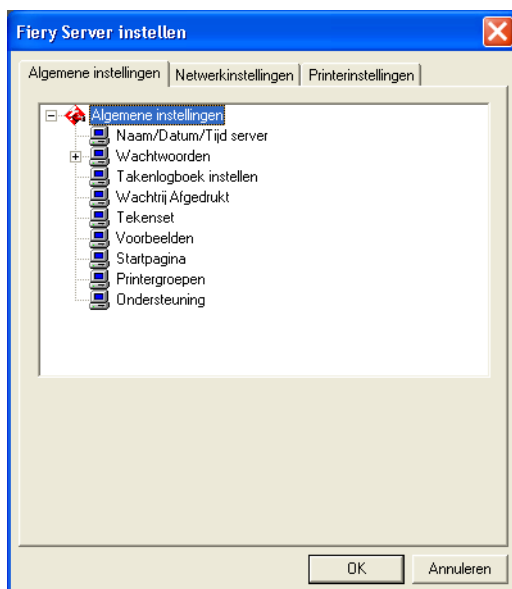 Fiery Server instellen
Algemene instellingen Netwerkinstellingen Printerinstellingen
Algemene instellingen
Naam/Datum/Tijd server
Wachtwoorden
Takenlogboek instellen
Wachtrij Afgedrukt
Tekenset
Voorbeelden
Startpagina
Printergroepen
Ondersteuning
OK Annuleren